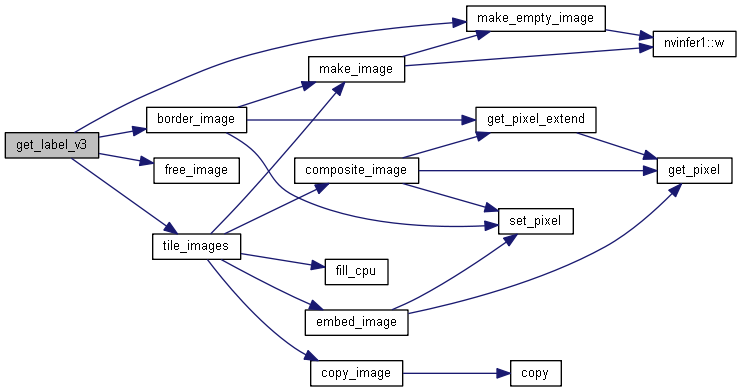 make_empty_image
nvinfer1::w
make_image
border_image
get_pixel_extend
get_label_v3
free_image
composite_image
get_pixel
set_pixel
tile_images
fill_cpu
embed_image
copy_image
copy